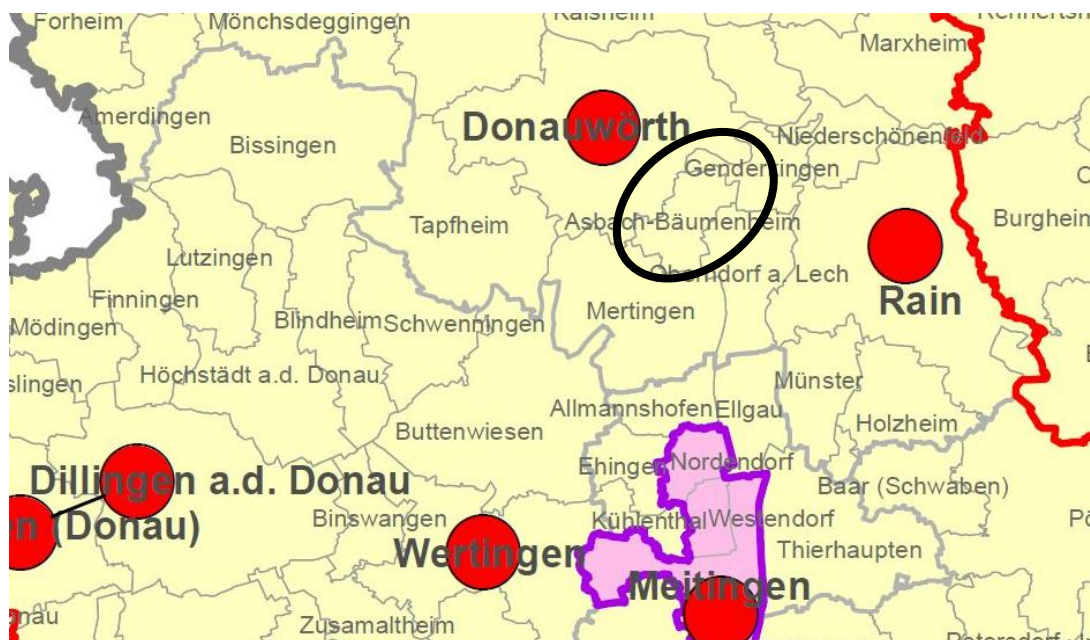 Forheim
Mönchsdeggingen
Kaisheim
Marxheim
Amerdingen
Bissingen
Donauwörth
Niederschönenfeld
Genderkingen
Tapfheim
Asbach-Bäumenheim
Burgheim
Lutzingen
Oberndorf a. Lech
Finningen
Rain
Mödingen
Blindheim
Schwenningen
Mertingen
Höchstädt a.d. Donau
Münster
Allmannshofen
Ellgau
Holzheim
Buttenwiesen
Ehingen
Nordendorf
Dillingen a.d. Donau
Baar (Schwaben)
Binswangen
Kühlenthal
Westendorf
(Donau)
Wertingen
Thierhaupten
Meitingen
Zusamaltheim